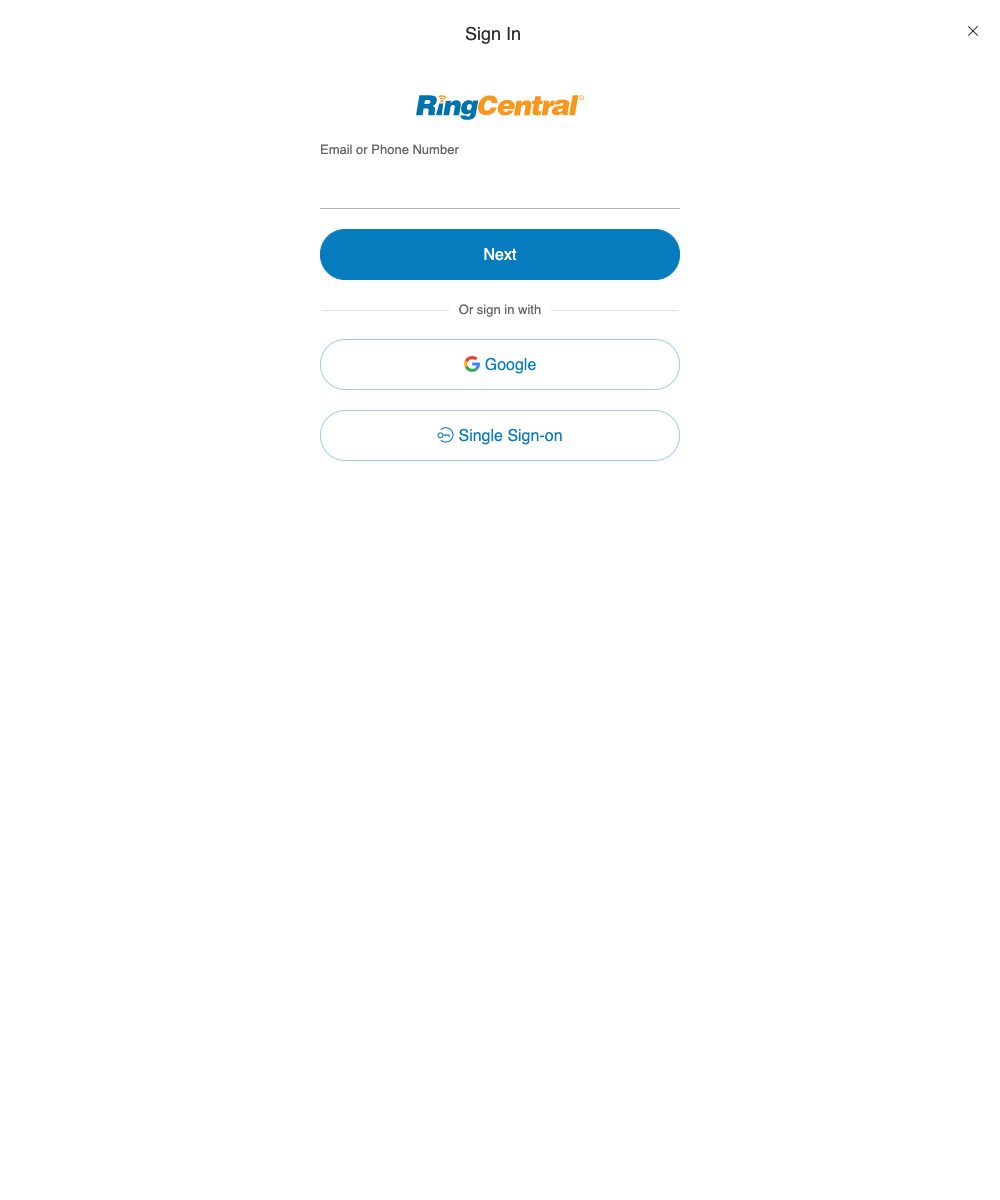 Sign In
RingCentral
Email or Phone Number
Next
Or sign in with
Google
Single Sign-on